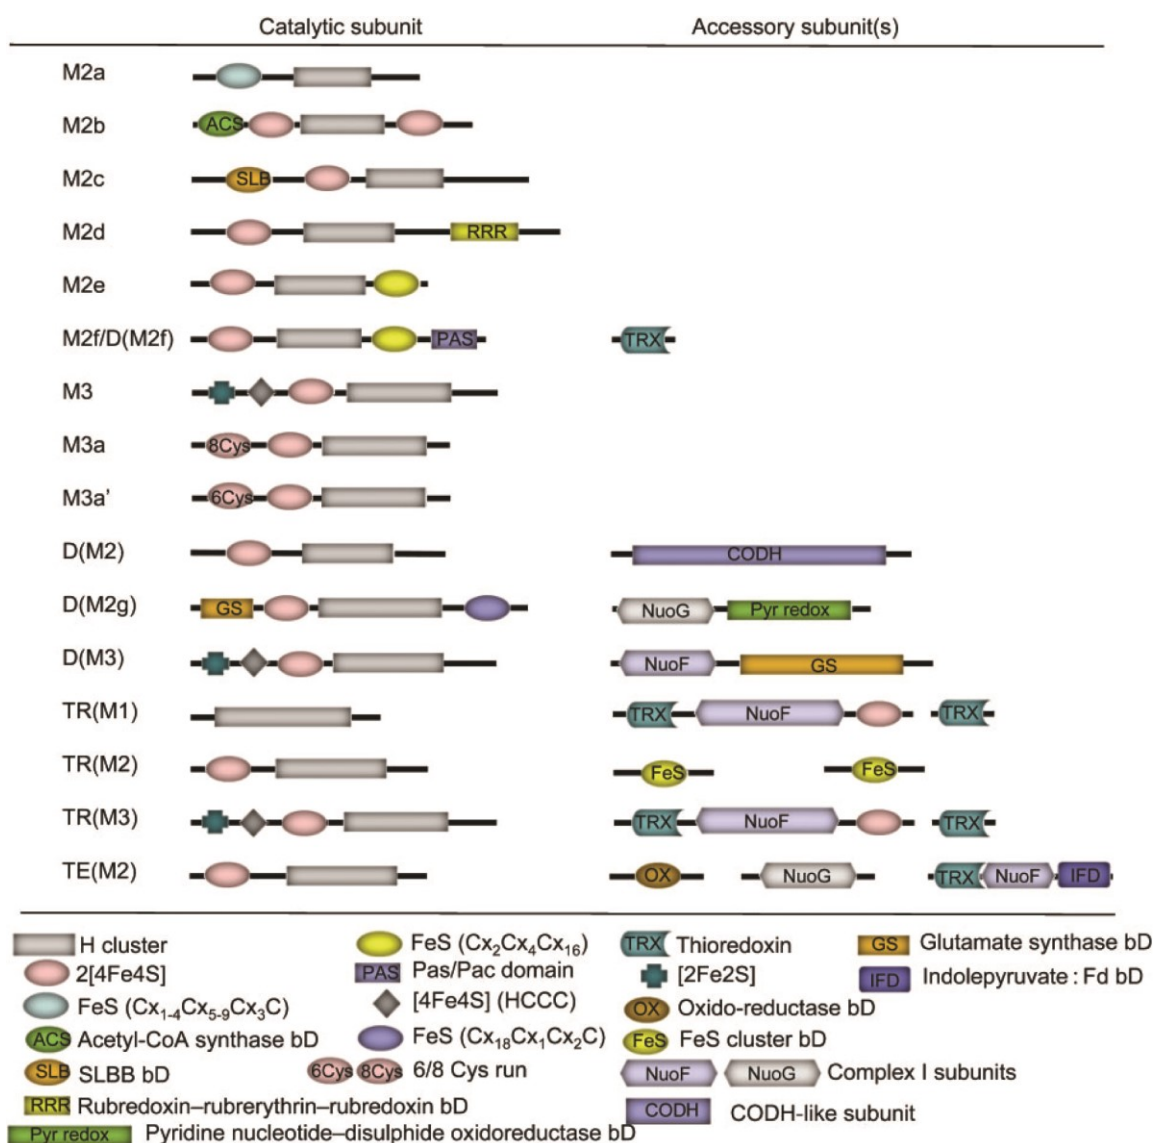 Catalytic subunit Accessory subunit(s)
M2a
M2b ACS
M2c SLB
M2d RRR
M2e
M2f/D(M2f) PAS TRX
M3
M3a 8Cys
M3a’ 6Cys
D(M2) CODH
D(M2g) GS NuoG Pyr redox
D(M3) NuoF GS
TR(M1) TRX NuoF TRX
TR(M2) FeS FeS
TR(M3) TRX NuoF TRX
TE(M2) OX NuoG TRX NuoF IFD
H cluster FeS (Cx₂Cx₄Cx₁₆) TRX Thioredoxin GS Glutamate synthase bD
2[4Fe4S] PAS Pas/Pac domain [2Fe2S] IFD Indolepyruvate : Fd bD
FeS (Cx₁₋₄Cx₅₋₉Cx₃C) [4Fe4S] (HCCC) OX Oxido-reductase bD
ACS Acetyl-CoA synthase bD FeS (Cx₁₈Cx₁Cx₂C) FeS FeS cluster bD
SLB SLBB bD 6Cys 8Cys 6/8 Cys run NuoF NuoG Complex I subunits
RRR Rubredoxin–rubrerythrin–rubredoxin bD CODH CODH-like subunit
Pyr redox Pyridine nucleotide–disulphide oxidoreductase bD